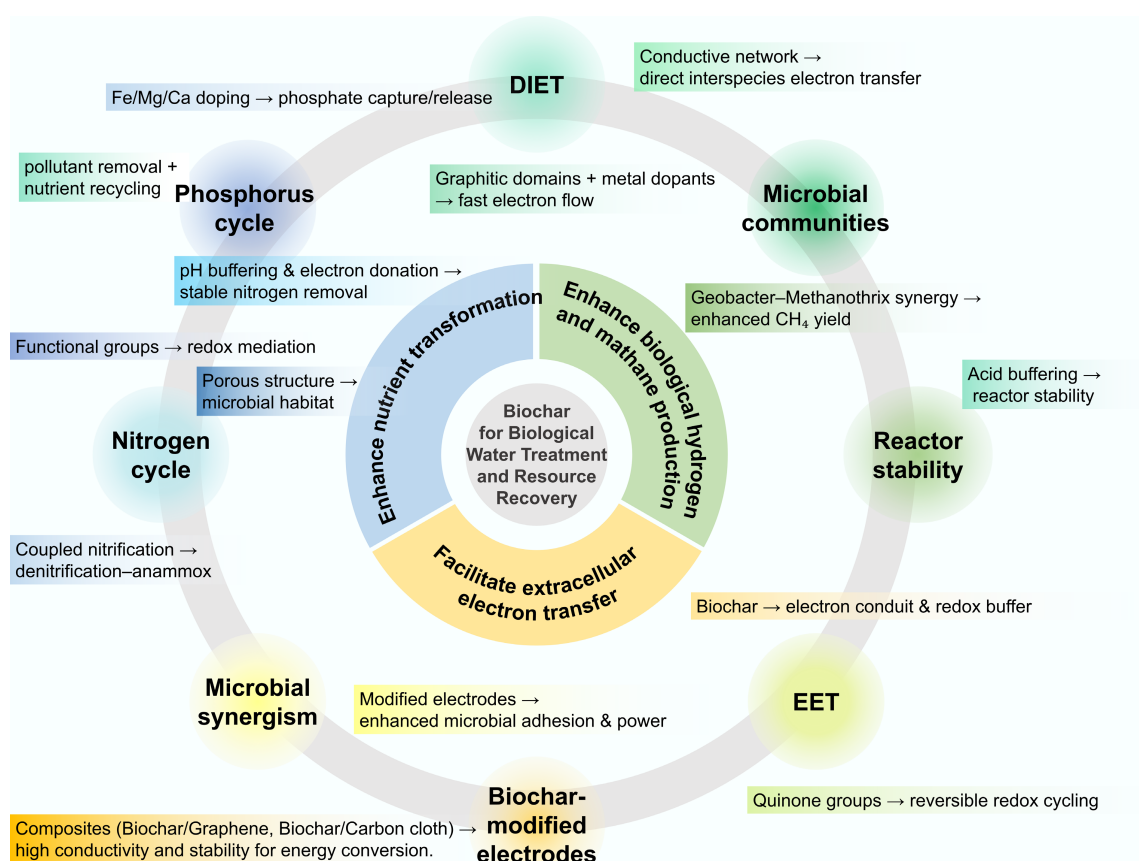 DIET
Conductive network →
direct interspecies electron transfer
Fe/Mg/Ca doping → phosphate capture/release
pollutant removal +
nutrient recycling
Phosphorus
cycle
Graphitic domains + metal dopants
→ fast electron flow
Microbial
communities
pH buffering & electron donation →
stable nitrogen removal
Geobacter–Methanothrix synergy →
enhanced CH₄ yield
Functional groups → redox mediation
Porous structure →
microbial habitat
Acid buffering →
reactor stability
Enhance nutrient transformation
Enhance biological hydrogen
and mathane production
Biochar
for Biological
Water Treatment
and Resource
Recovery
Nitrogen
cycle
Reactor
stability
Facilitate extracellular
electron transfer
Coupled nitrification →
denitrification–anammox
Biochar → electron conduit & redox buffer
Microbial
synergism
Modified electrodes →
enhanced microbial adhesion & power
EET
Quinone groups → reversible redox cycling
Biochar-
modified
electrodes
Composites (Biochar/Graphene, Biochar/Carbon cloth) →
high conductivity and stability for energy conversion.